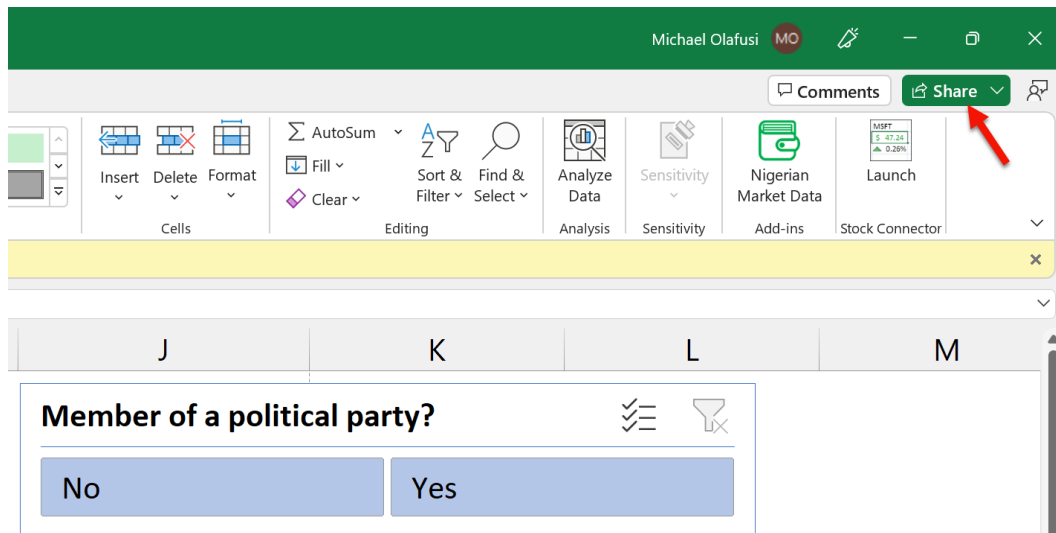 Michael Olafusi MO
Comments Share
AutoSum
Fill
Clear
Insert Delete Format
Sort &
Filter
Find &
Select
Analyze
Data
Sensitivity
Nigerian
Market Data
MSFT
$ 47.24
0.26%
Launch
Cells Editing Analysis Sensitivity Add-ins Stock Connector
J K L M
Member of a political party?
No Yes